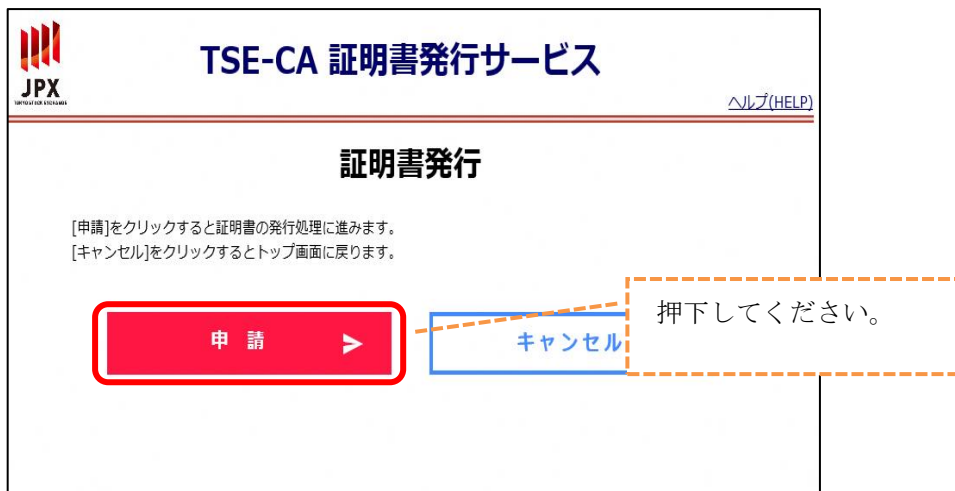 JPX
TOKYO STOCK EXCHANGE
TSE-CA 証明書発行サービス
ヘルプ(HELP)
証明書発行
[申請]をクリックすると証明書の発行処理に進みます。
[キャンセル]をクリックするとトップ画面に戻ります。
申 請
キャンセル
押下してください。